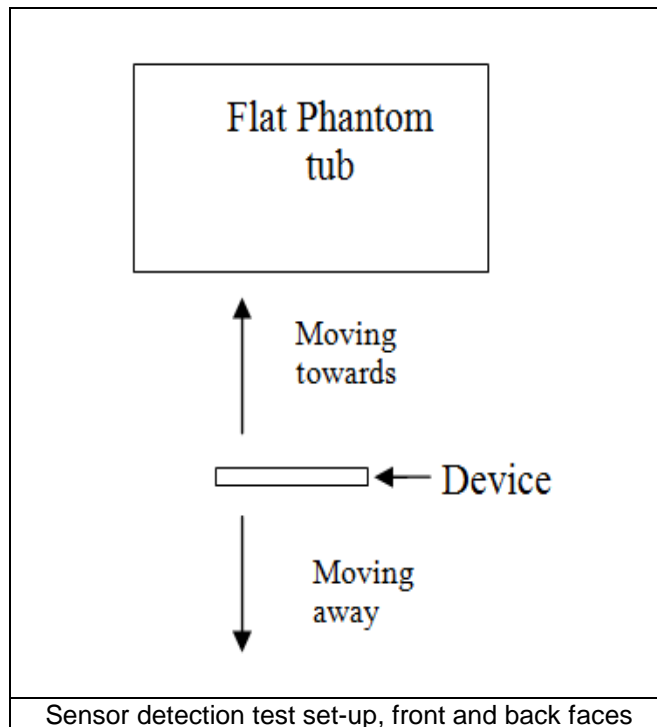 Flat Phantom
tub
Moving
towards
Device
Moving
away
Sensor detection test set-up, front and back faces